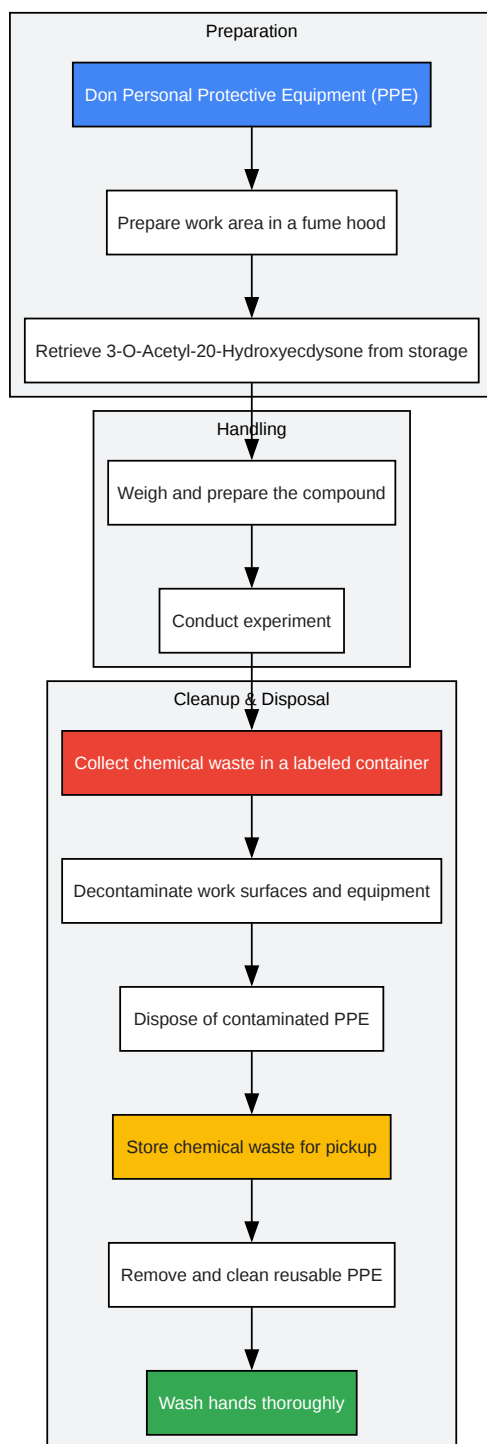 Preparation
Don Personal Protective Equipment (PPE)
Prepare work area in a fume hood
Retrieve 3-O-Acetyl-20-Hydroxyecdysone from storage
Handling
Weigh and prepare the compound
Conduct experiment
Cleanup & Disposal
Collect chemical waste in a labeled container
Decontaminate work surfaces and equipment
Dispose of contaminated PPE
Store chemical waste for pickup
Remove and clean reusable PPE
Wash hands thoroughly